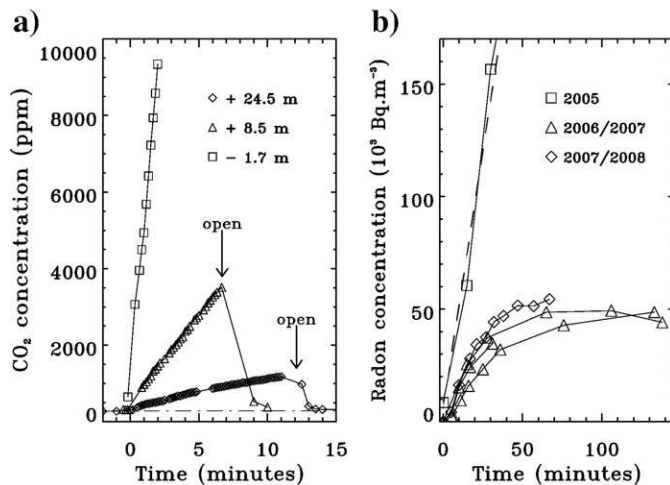 a)
CO₂ concentration (ppm)
10000
8000
6000
4000
2000
0
◇ + 24.5 m
△ + 8.5 m
□ − 1.7 m
open
open
0 5 10 15
Time (minutes)
b)
Radon concentration (10³ Bq.m⁻³)
150
100
50
0
□ 2005
△ 2006/2007
◇ 2007/2008
0 50 100
Time (minutes)